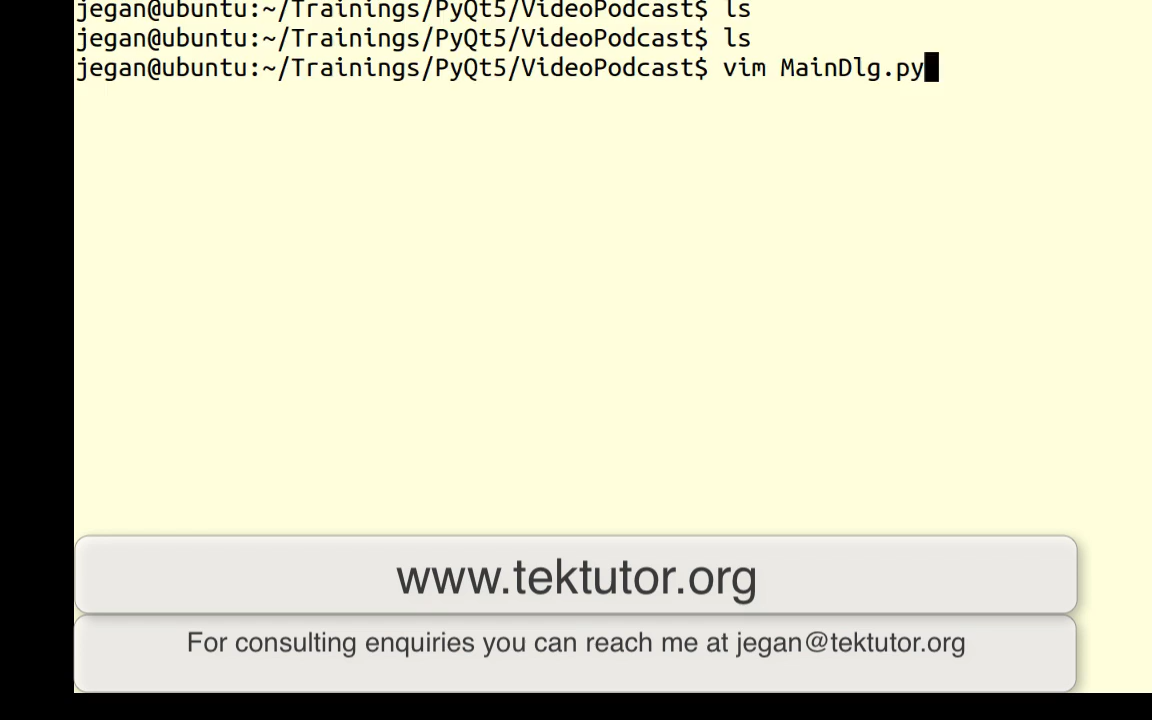 jegan@ubuntu:~/Trainings/PyQt5/VideoPodcast$ ls
jegan@ubuntu:~/Trainings/PyQt5/VideoPodcast$ ls
jegan@ubuntu:~/Trainings/PyQt5/VideoPodcast$ vim MainDlg.py
www.tektutor.org
For consulting enquiries you can reach me at jegan@tektutor.org